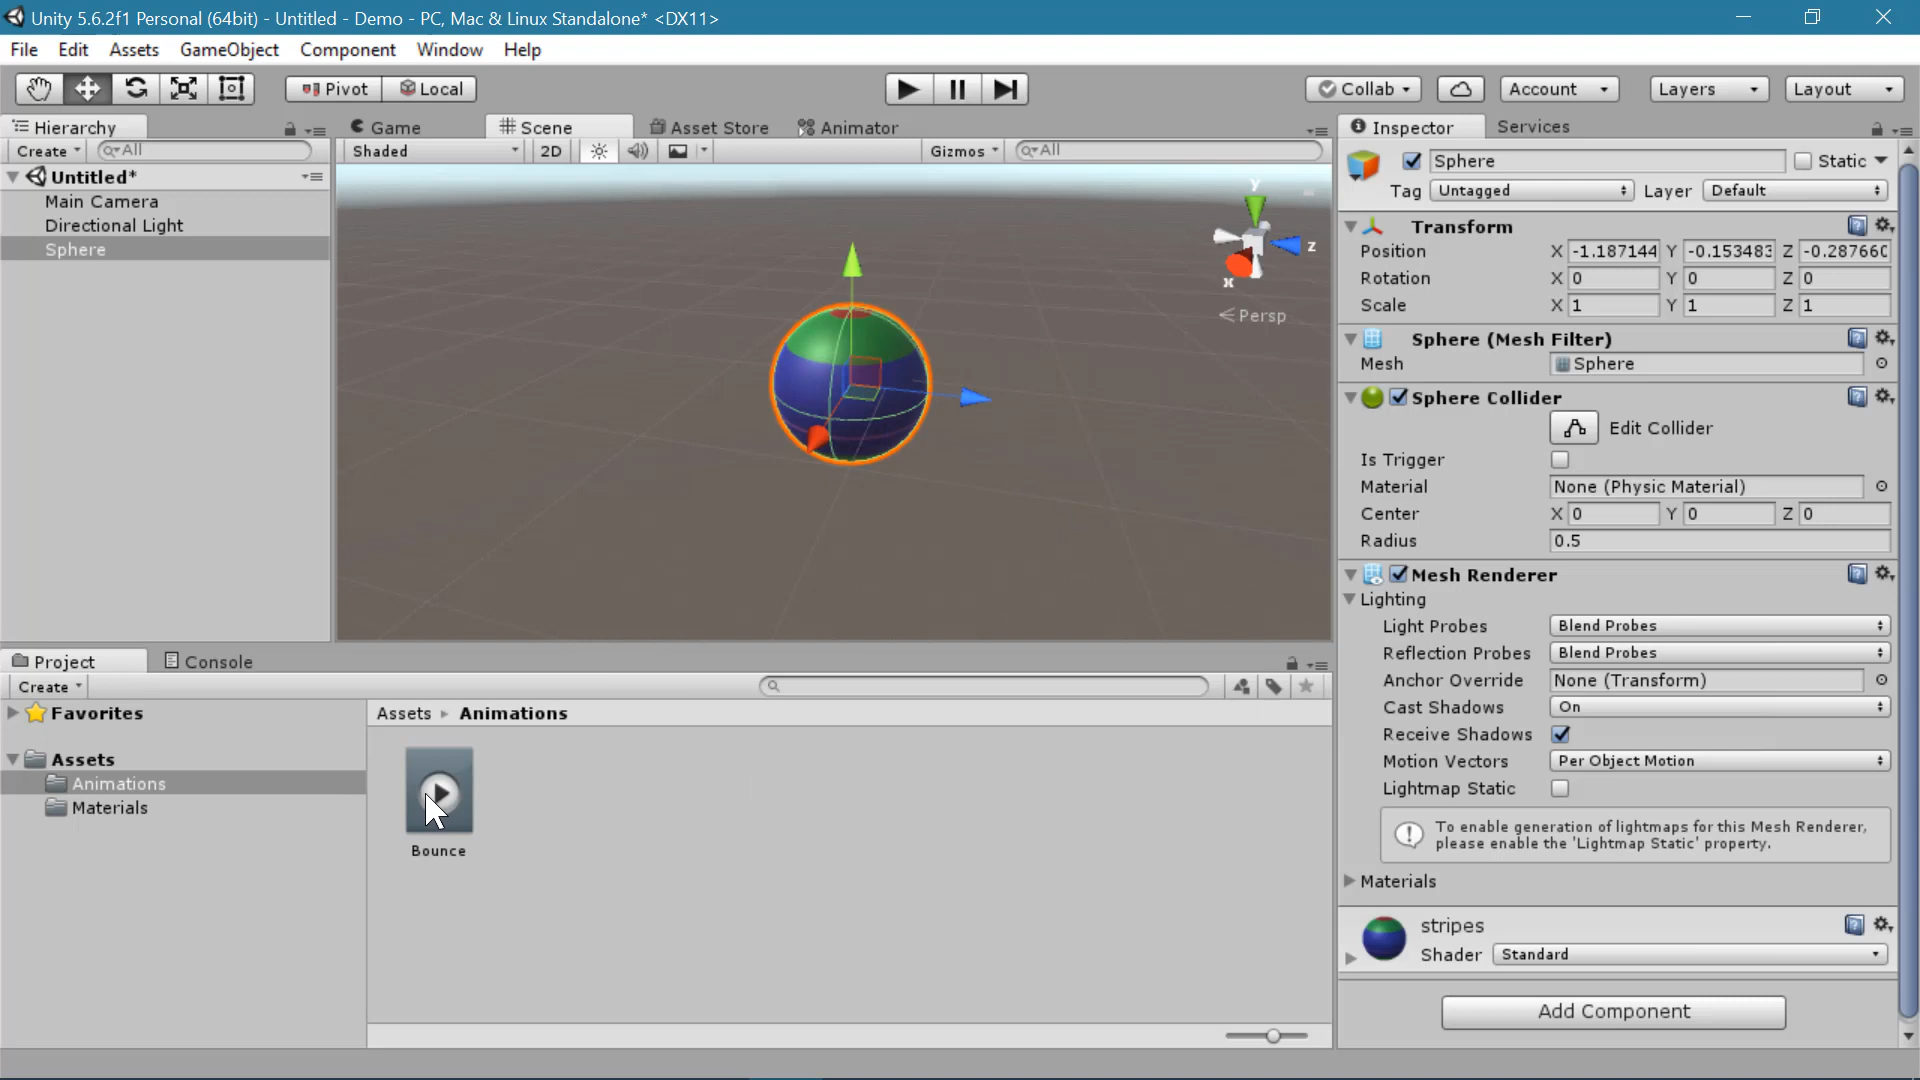 Unity 5.6.2f1 Personal (64bit) - Untitled - Demo - PC, Mac & Linux Standalone* <DX11>
File Edit Assets GameObject Component Window Help
Pivot Local Collab Account Layers Layout
Hierarchy
Create All
Untitled*
Main Camera
Directional Light
Sphere
Game Scene Asset Store Animator
Shaded 2D Gizmos All
y
z
x
Persp
Inspector Services
Sphere Static
Tag Untagged Layer Default
Transform
Position X -1.187144 Y -0.153483 Z -0.287660
Rotation X 0 Y 0 Z 0
Scale X 1 Y 1 Z 1
Sphere (Mesh Filter)
Mesh Sphere
Sphere Collider
Edit Collider
Is Trigger
Material None (Physic Material)
Center X 0 Y 0 Z 0
Radius 0.5
Mesh Renderer
Lighting
Light Probes Blend Probes
Reflection Probes Blend Probes
Anchor Override None (Transform)
Cast Shadows On
Receive Shadows
Motion Vectors Per Object Motion
Lightmap Static
To enable generation of lightmaps for this Mesh Renderer,
please enable the 'Lightmap Static' property.
Materials
stripes
Shader Standard
Add Component
Project Console
Create
Favorites
Assets
Animations
Materials
Assets Animations
Bounce